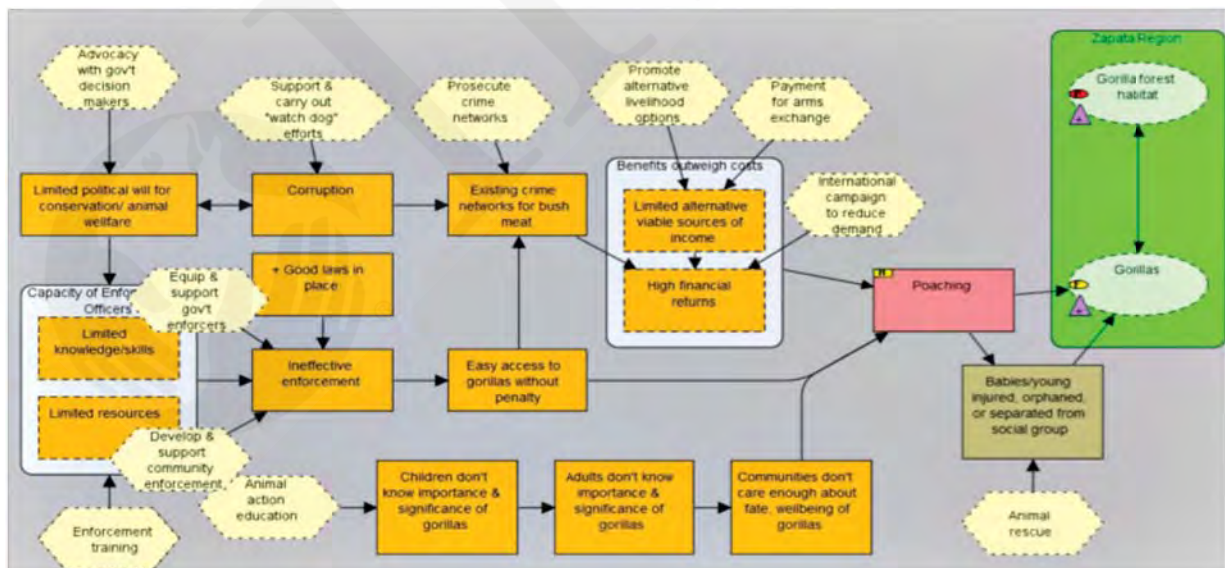 Advocacy
with gov't
decision
makers
Support &
carry out
"watch dog"
efforts
Prosecute
crime
networks
Promote
alternative
livelihood
options
Payment
for arms
exchange
Zapata Region
Gorilla forest
habitat
Limited political will for
conservation/ animal
wellfare
Corruption
Existing crime
networks for bush
meat
Benefits outweigh costs
Limited alternative
viable sources of
income
International
campaign
to reduce
demand
High financial
returns
Poaching
Gorillas
+ Good laws in
place
Equip &
support
gov't
enforcers
Capacity of
Officers
Limited
knowledge/skills
Limited resources
Ineffective
enforcement
Easy access to
gorillas without
penalty
Babies/young
injured, orphaned,
or separated from
social group
Develop &
support
community
enforcement
Animal
action
education
Children don't
know importance &
significance of
gorillas
Adults don't know
importance &
significance of
gorillas
Communities don't
care enough about
fate, wellbeing of
gorillas
Enforcement
training
Animal
rescue